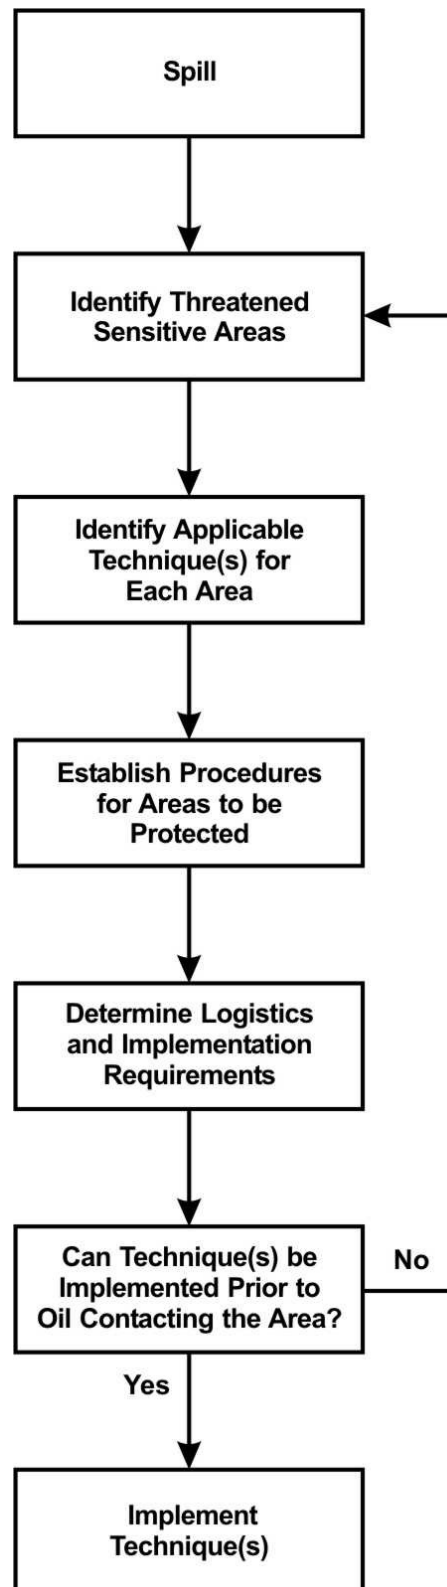 Spill
Identify Threatened
Sensitive Areas
Identify Applicable
Technique(s) for
Each Area
Establish Procedures
for Areas to be
Protected
Determine Logistics
and Implementation
Requirements
Can Technique(s) be
Implemented Prior to
Oil Contacting the Area?
No
Yes
Implement
Technique(s)